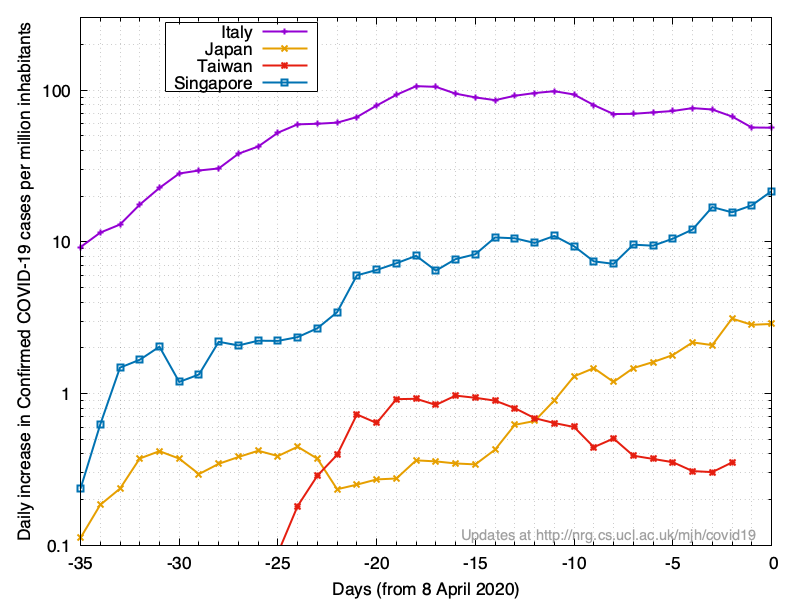 Daily increase in Confirmed COVID-19 cases per million inhabitants
Italy
Japan
Taiwan
Singapore
100
10
1
0.1
Updates at http://nrg.cs.ucl.ac.uk/mjh/covid19
-35 -30 -25 -20 -15 -10 -5 0
Days (from 8 April 2020)